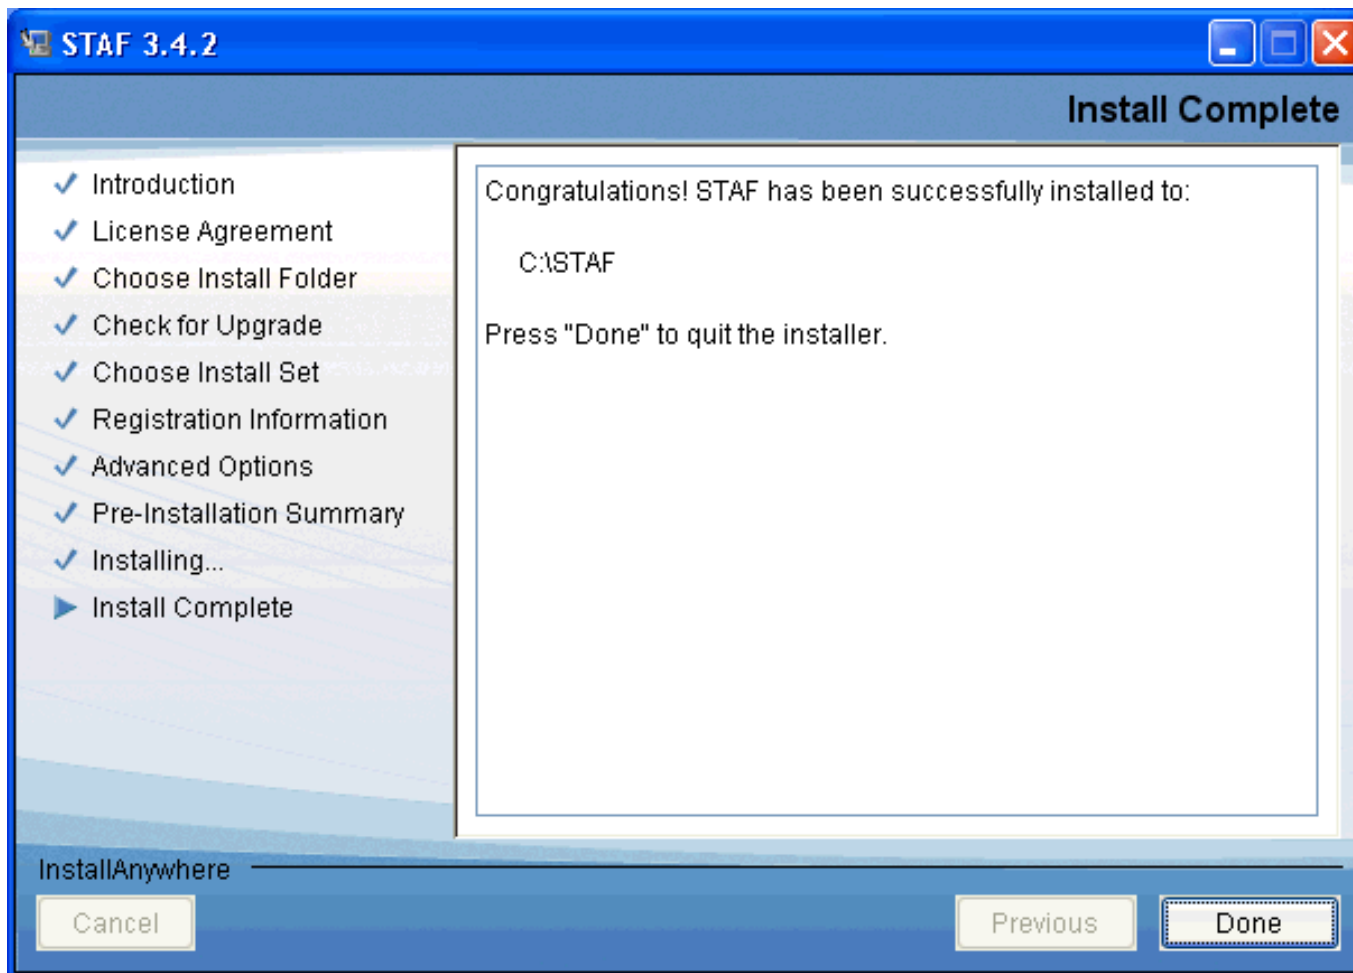 STAF 3.4.2
Install Complete
Introduction
License Agreement
Choose Install Folder
Check for Upgrade
Choose Install Set
Registration Information
Advanced Options
Pre-Installation Summary
Installing...
Install Complete
Congratulations! STAF has been successfully installed to:
C:\STAF
Press "Done" to quit the installer.
InstallAnywhere
Cancel
Previous
Done